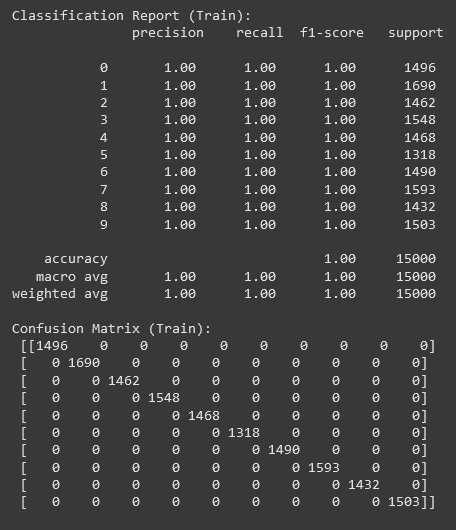 Classification Report (Train):
              precision    recall  f1-score   support

           0       1.00      1.00      1.00      1496
           1       1.00      1.00      1.00      1690
           2       1.00      1.00      1.00      1462
           3       1.00      1.00      1.00      1548
           4       1.00      1.00      1.00      1468
           5       1.00      1.00      1.00      1318
           6       1.00      1.00      1.00      1490
           7       1.00      1.00      1.00      1593
           8       1.00      1.00      1.00      1432
           9       1.00      1.00      1.00      1503

    accuracy                           1.00     15000
   macro avg       1.00      1.00      1.00     15000
weighted avg       1.00      1.00      1.00     15000

Confusion Matrix (Train):
 [[1496    0    0    0    0    0    0    0    0    0]
 [   0 1690    0    0    0    0    0    0    0    0]
 [   0    0 1462    0    0    0    0    0    0    0]
 [   0    0    0 1548    0    0    0    0    0    0]
 [   0    0    0    0 1468    0    0    0    0    0]
 [   0    0    0    0    0 1318    0    0    0    0]
 [   0    0    0    0    0    0 1490    0    0    0]
 [   0    0    0    0    0    0    0 1593    0    0]
 [   0    0    0    0    0    0    0    0 1432    0]
 [   0    0    0    0    0    0    0    0    0 1503]]